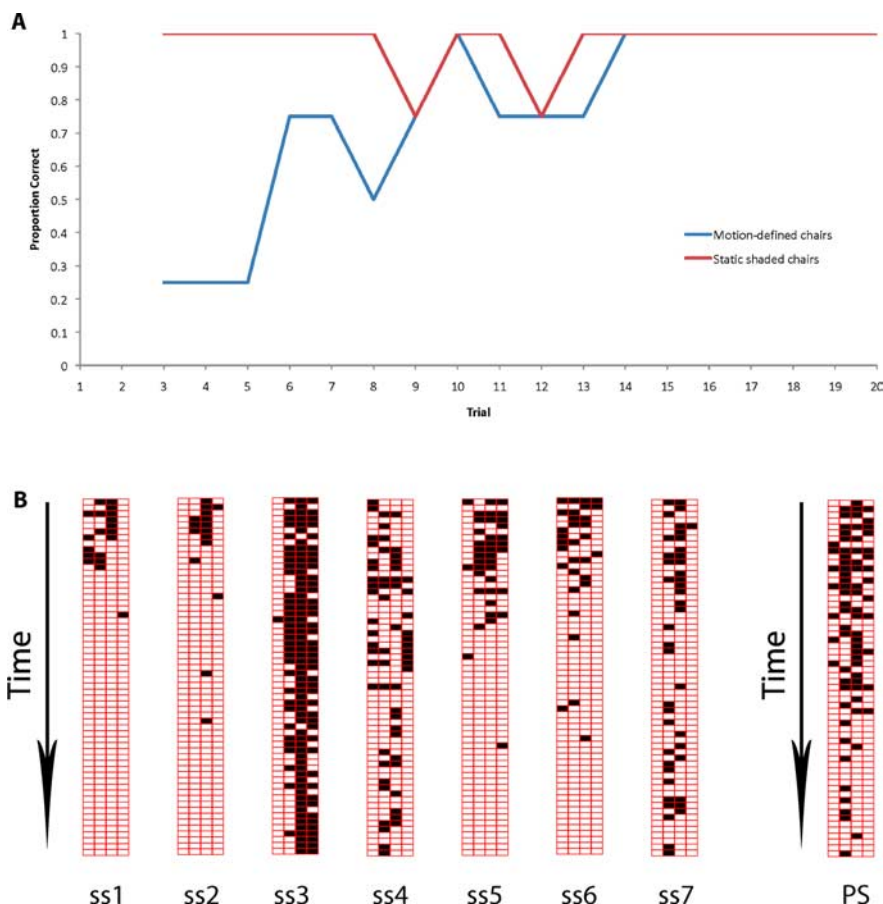 A
1
0.9
0.8
0.7
0.6
0.5
0.4
0.3
0.2
0.1
0
Proportion Correct
Motion-defined chairs
Static shaded chairs
1 2 3 4 5 6 7 8 9 10 11 12 13 14 15 16 17 18 19 20
Trial
B
Time
Time
ss1 ss2 ss3 ss4 ss5 ss6 ss7 PS